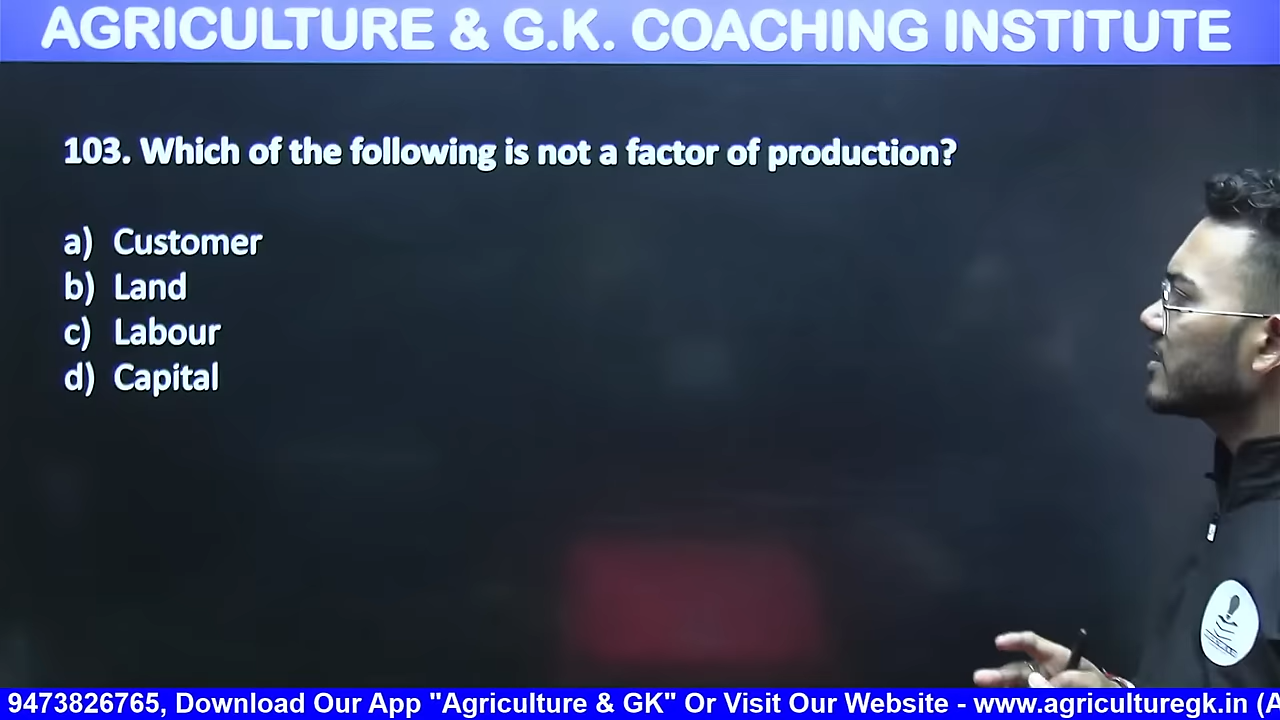 AGRICULTURE & G.K. COACHING INSTITUTE
103. Which of the following is not a factor of production?
a) Customer
b) Land
c) Labour
d) Capital
9473826765, Download Our App "Agriculture & GK" Or Visit Our Website - www.agriculturegk.in (A